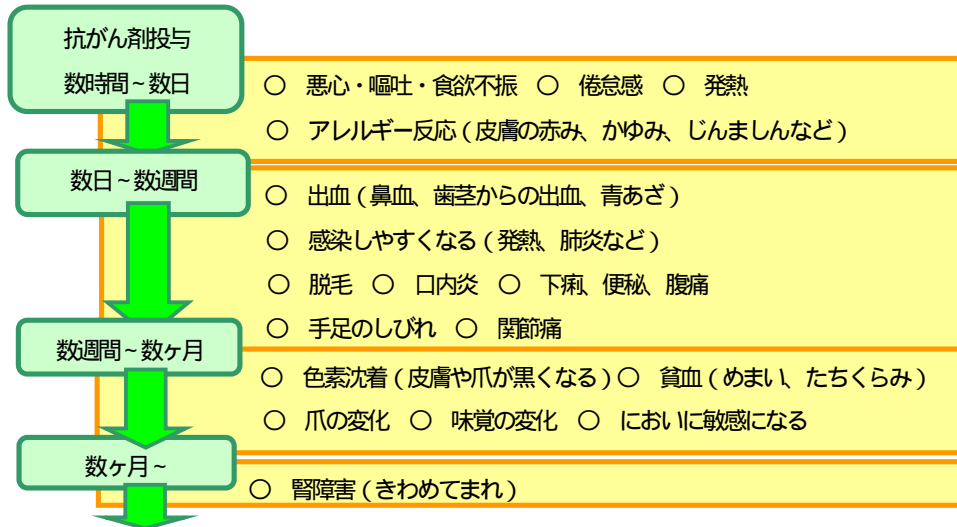 抗がん剤投与
数時間~数日
○ 悪心・嘔吐・食欲不振 ○ 倦怠感 ○ 発熱
○ アレルギー反応(皮膚の赤み、かゆみ、じんましんなど)
数日~数週間
○ 出血(鼻血、歯茎からの出血、青あざ)
○ 感染しやすくなる(発熱、肺炎など)
○ 脱毛 ○ 口内炎 ○ 下痢、便秘、腹痛
○ 手足のしびれ ○ 関節痛
数週間~数ヶ月
○ 色素沈着(皮膚や爪が黒くなる)○ 貧血(めまい、たちくらみ)
○ 爪の変化 ○ 味覚の変化 ○ においに敏感になる
数ヶ月~
○ 腎障害(きわめてまれ)